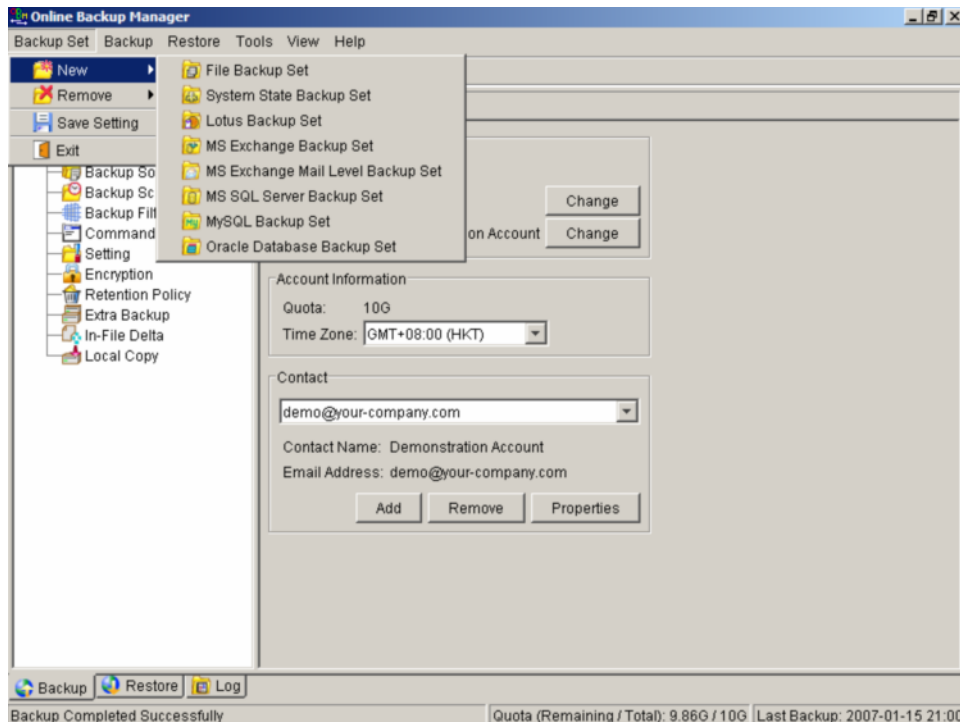 Online Backup Manager
Backup Set Backup Restore Tools View Help
New
Remove
Save Setting
Exit
File Backup Set
System State Backup Set
Lotus Backup Set
MS Exchange Backup Set
MS Exchange Mail Level Backup Set
MS SQL Server Backup Set
MySQL Backup Set
Oracle Database Backup Set
Backup So
Backup Sc
Backup Filt
Command
Setting
Encryption
Retention Policy
Extra Backup
In-File Delta
Local Copy
Change
on Account Change
Account Information
Quota: 10G
Time Zone: GMT+08:00 (HKT)
Contact
demo@your-company.com
Contact Name: Demonstration Account
Email Address: demo@your-company.com
Add Remove Properties
Backup Restore Log
Backup Completed Successfully Quota (Remaining / Total): 9.86G / 10G Last Backup: 2007-01-15 21:00